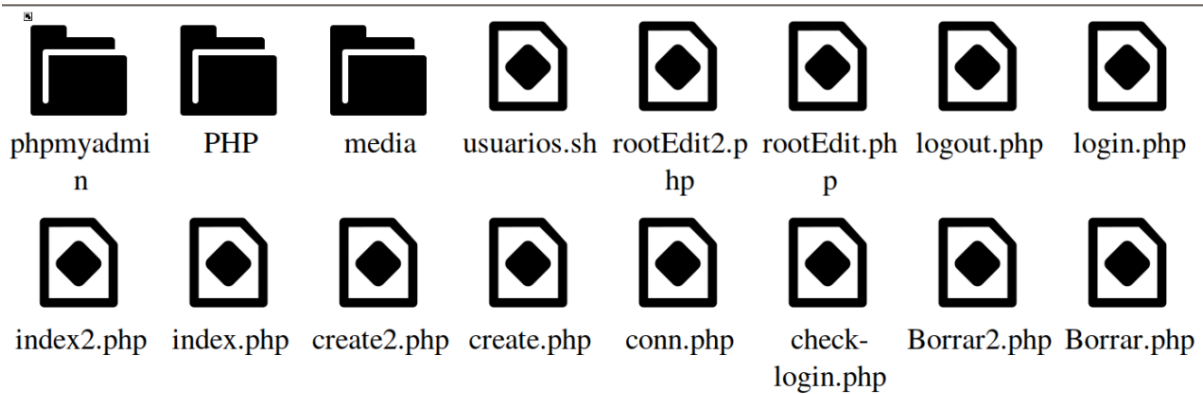 phpmyadmi PHP media usuarios.sh rootEdit2.p rootEdit.ph logout.php login.php
n hp p
index2.php index.php create2.php create.php conn.php check- Borrar2.php Borrar.php
login.php